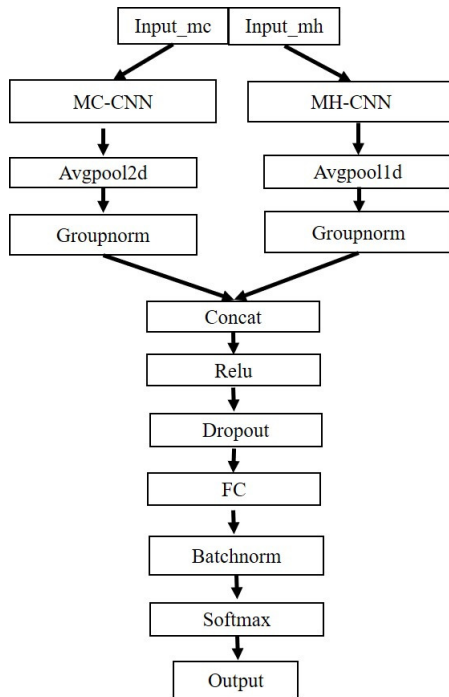 Input_mc Input_mh
MC-CNN MH-CNN
Avgpool2d Avgpool1d
Groupnorm Groupnorm
Concat
Relu
Dropout
FC
Batchnorm
Softmax
Output